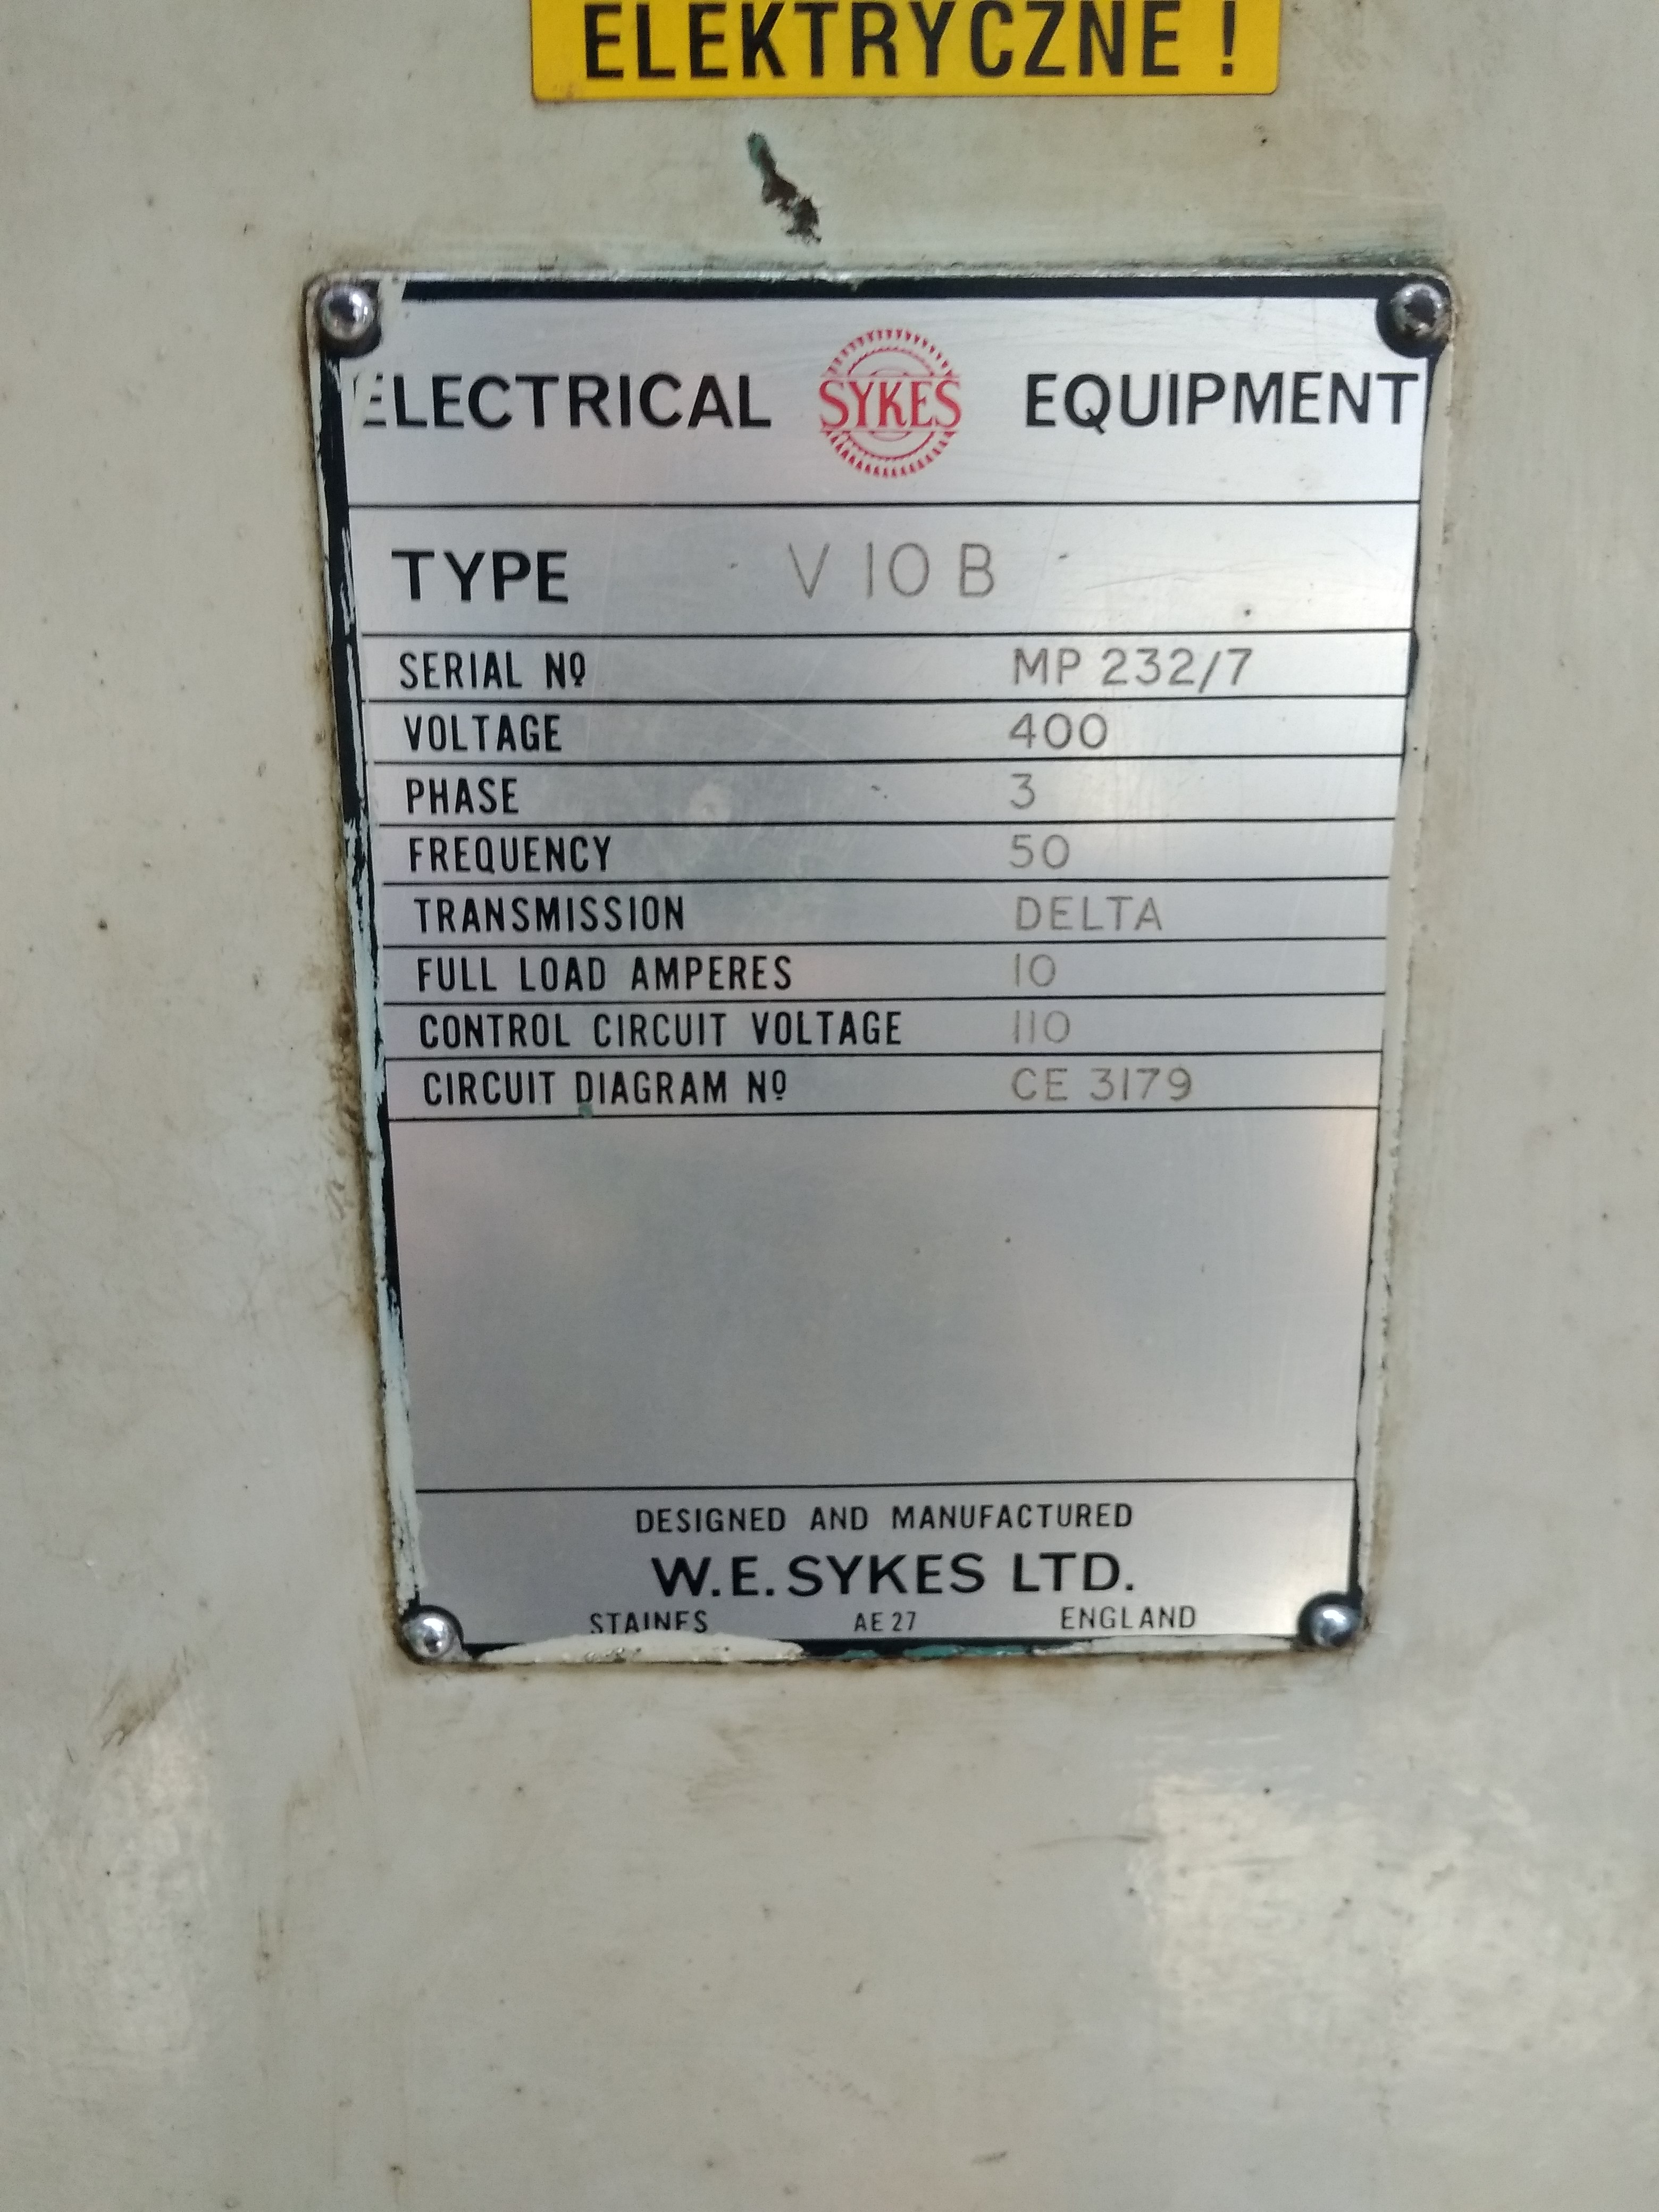 ELEKTRYCZNE!
ELECTRICAL SYKES EQUIPMENT
TYPE V 10 B
SERIAL Nº MP 232/7
VOLTAGE 400
PHASE 3
FREQUENCY 50
TRANSMISSION DELTA
FULL LOAD AMPERES 10
CONTROL CIRCUIT VOLTAGE 110
CIRCUIT DIAGRAM Nº CE 3179
DESIGNED AND MANUFACTURED
W.E. SYKES LTD.
STAINES AE 27 ENGLAND